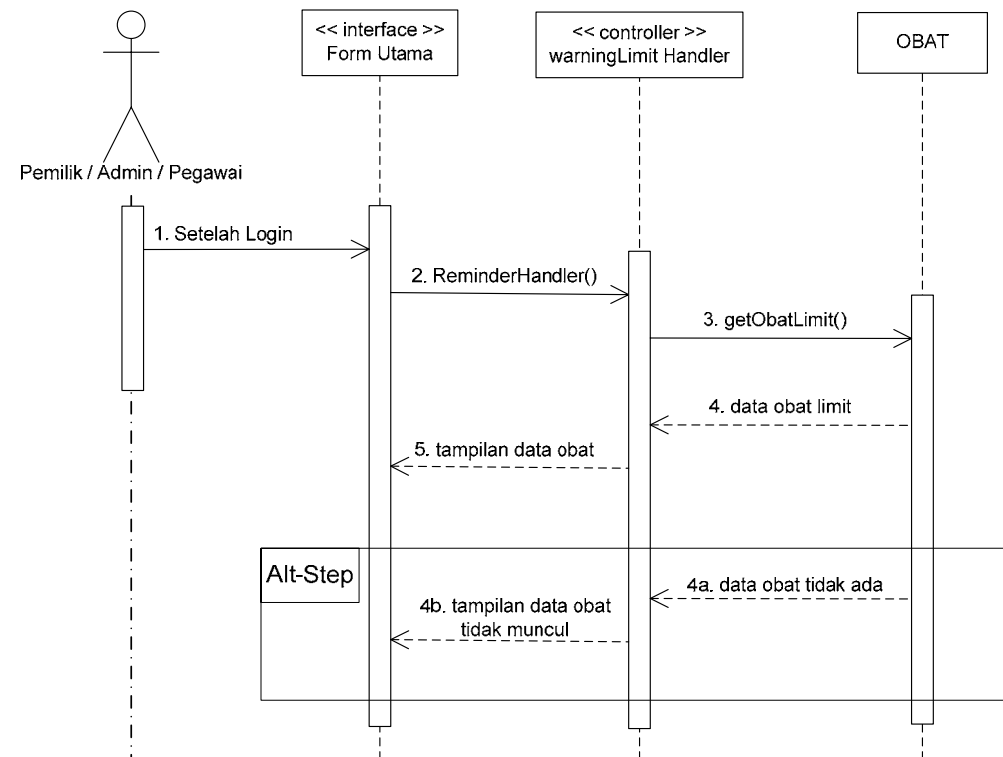 << interface >>
Form Utama
<< controller >>
warningLimit Handler
OBAT
Pemilik / Admin / Pegawai
1. Setelah Login
2. ReminderHandler()
3. getObatLimit()
4. data obat limit
5. tampilan data obat
Alt-Step
4a. data obat tidak ada
4b. tampilan data obat
tidak muncul